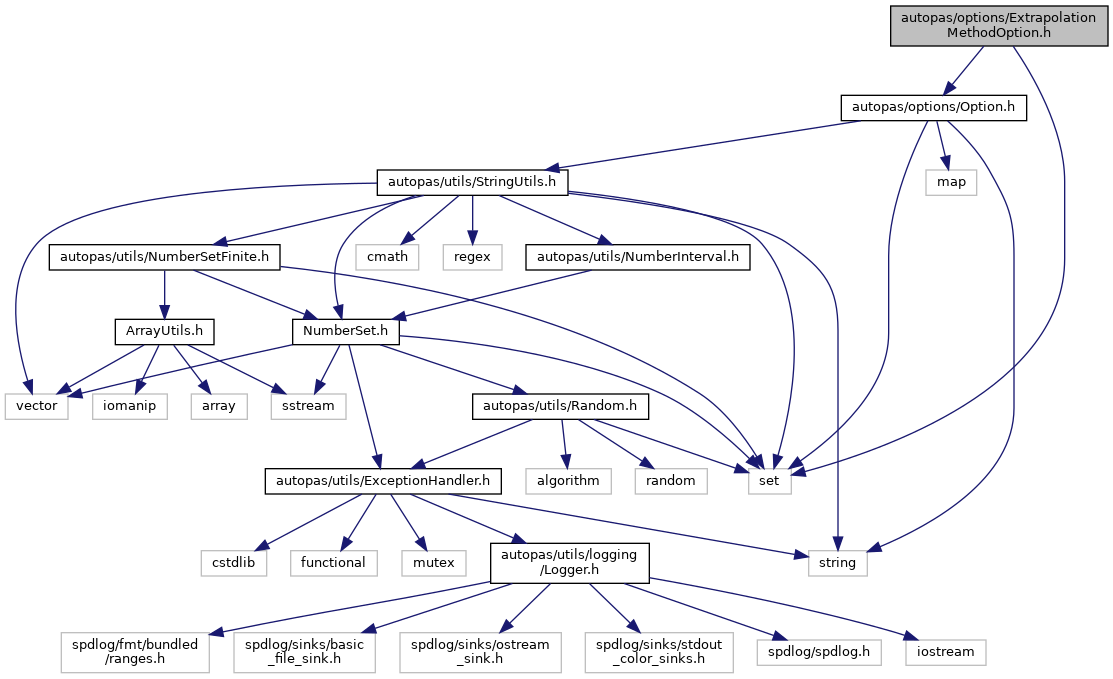 autopas/options/Extrapolation
MethodOption.h
autopas/options/Option.h
autopas/utils/StringUtils.h
map
autopas/utils/NumberSetFinite.h
cmath
regex
autopas/utils/NumberInterval.h
ArrayUtils.h
NumberSet.h
vector
iomanip
array
sstream
autopas/utils/Random.h
autopas/utils/ExceptionHandler.h
algorithm
random
set
cstdlib
functional
mutex
autopas/utils/logging
/Logger.h
string
spdlog/fmt/bundled
/ranges.h
spdlog/sinks/basic
_file_sink.h
spdlog/sinks/ostream
_sink.h
spdlog/sinks/stdout
_color_sinks.h
spdlog/spdlog.h
iostream